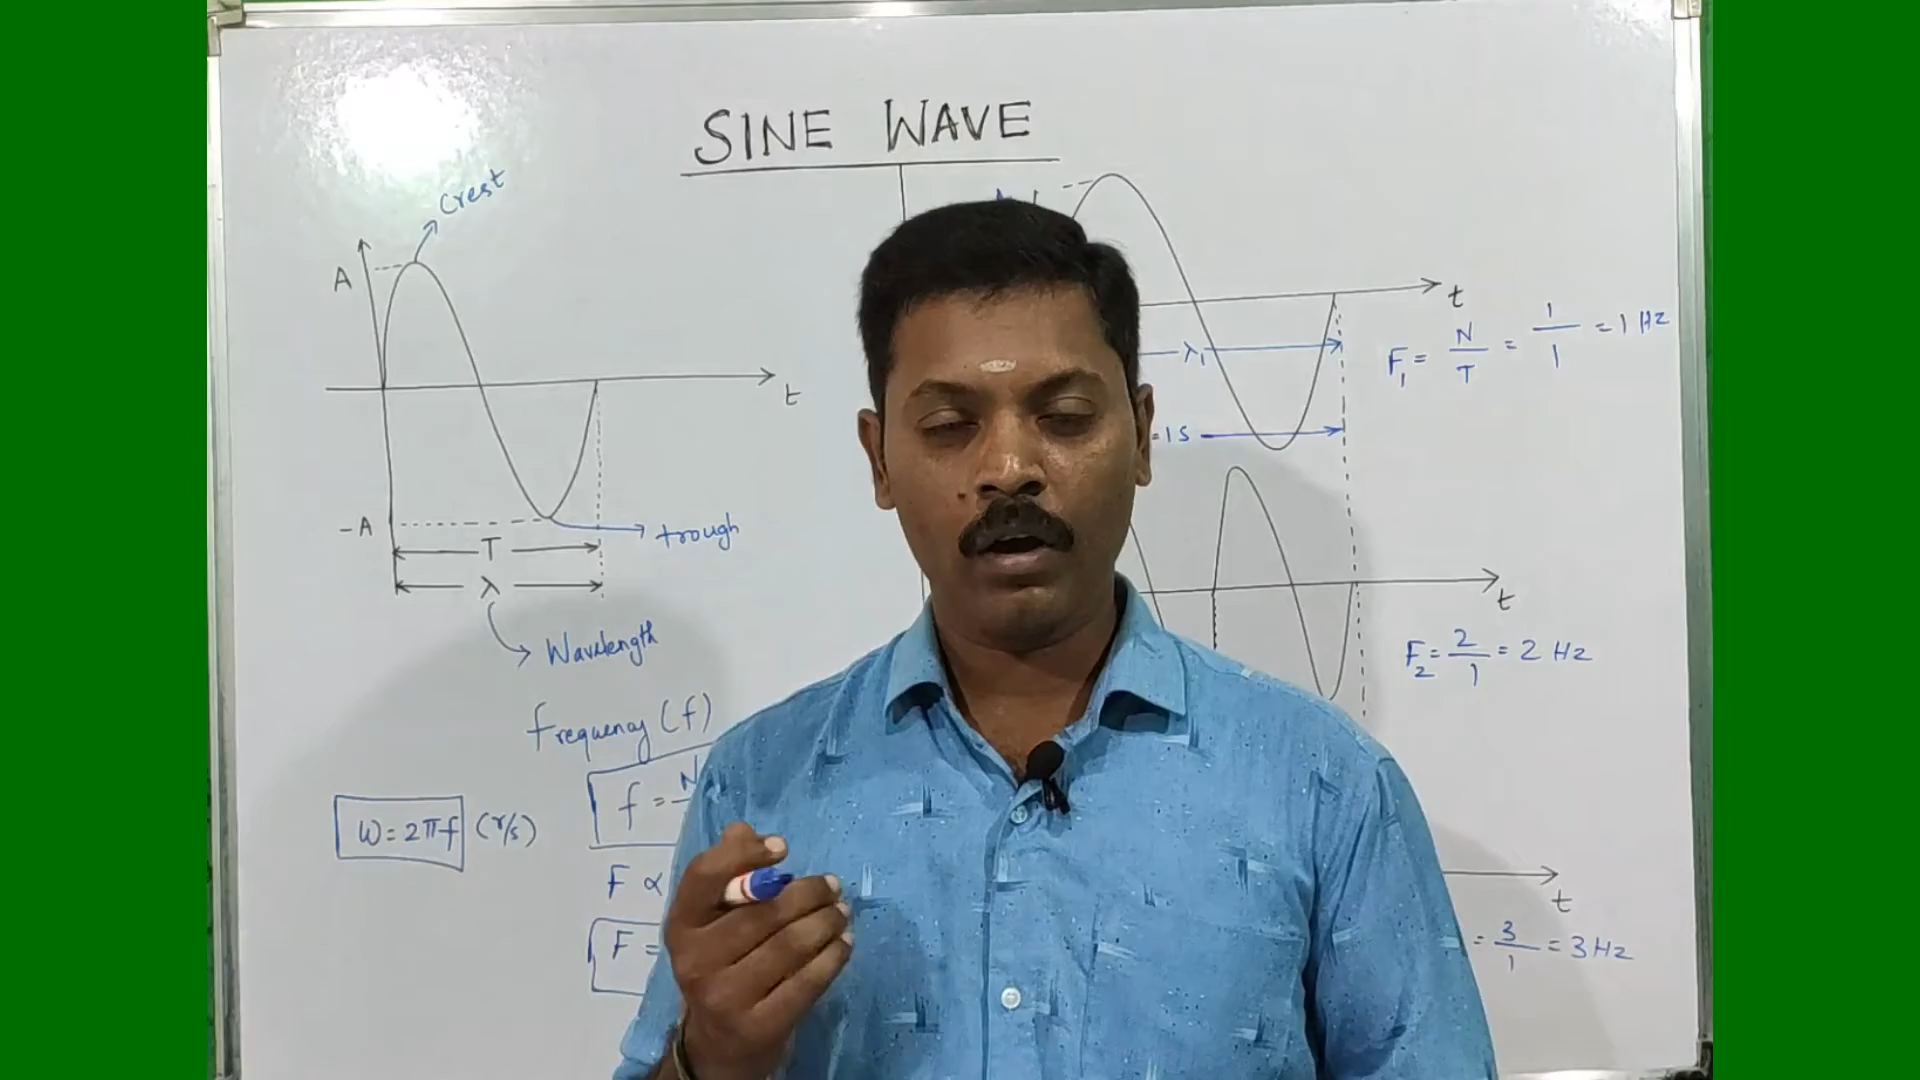 SINE WAVE
Crest
A
t
-A
trough
T
λ
Wavelength
frequency (f)
f = N
ω = 2πf (r/s)
F ∝
F =
t
λ₁
F₁ = N/T = 1/1 = 1 Hz
= 1 S
t
F₂ = 2/1 = 2 Hz
t
= 3/1 = 3 Hz